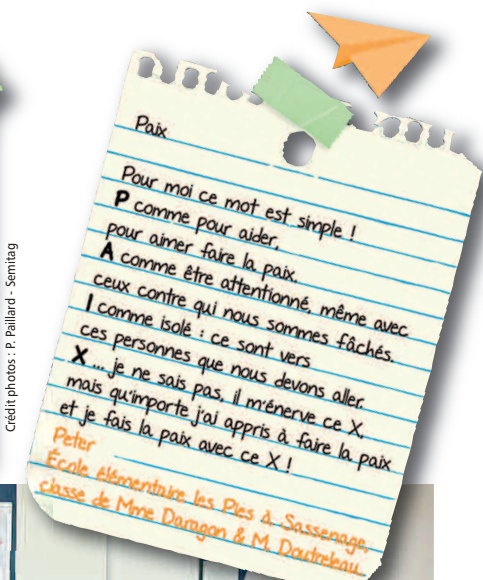 Paix
Pour moi ce mot est simple !
P comme pour aider,
pour aimer faire la paix.
A comme être attentionné, même avec
ceux contre qui nous sommes fâchés.
I comme isolé : ce sont vers
ces personnes que nous devons aller.
X ... je ne sais pas, il m'énerve ce X,
mais qu'importe j'ai appris à faire la paix
et je fais la paix avec ce X !
Peter
École élémentaire les Pies à Sassenage,
classe de Mme Daragon & M. Doutreleau
Crédit photos : P. Paillard - Semitag